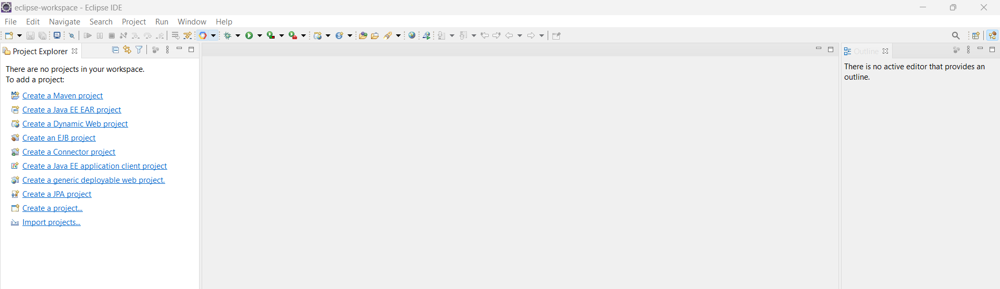 eclipse-workspace - Eclipse IDE
File Edit Navigate Search Project Run Window Help
Project Explorer
There are no projects in your workspace.
To add a project:
Create a Maven project
Create a Java EE EAR project
Create a Dynamic Web project
Create an EJB project
Create a Connector project
Create a Java EE application client project
Create a generic deployable web project.
Create a JPA project
Create a project...
Import projects...
Outline
There is no active editor that provides an
outline.